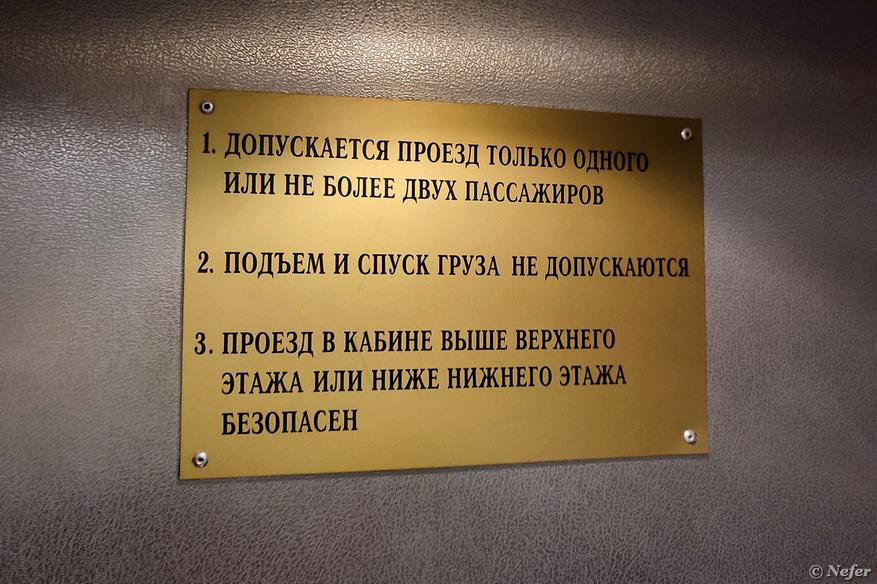 1. ДОПУСКАЕТСЯ ПРОЕЗД ТОЛЬКО ОДНОГО
ИЛИ НЕ БОЛЕЕ ДВУХ ПАССАЖИРОВ
2. ПОДЪЕМ И СПУСК ГРУЗА НЕ ДОПУСКАЮТСЯ
3. ПРОЕЗД В КАБИНЕ ВЫШЕ ВЕРХНЕГО
ЭТАЖА ИЛИ НИЖЕ НИЖНЕГО ЭТАЖА
БЕЗОПАСЕН
© Nefer